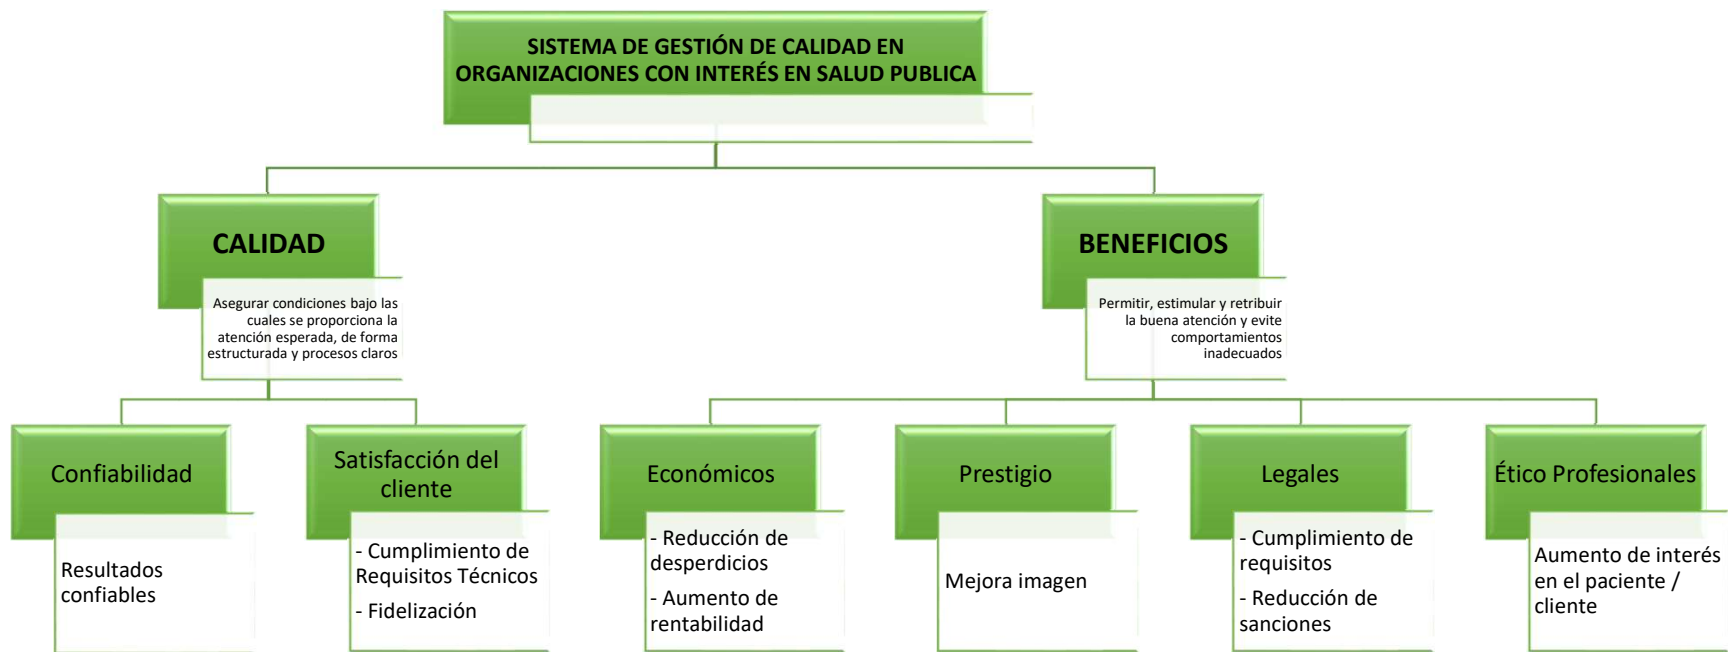 SISTEMA DE GESTIÓN DE CALIDAD EN
ORGANIZACIONES CON INTERÉS EN SALUD PUBLICA
CALIDAD
Asegurar condiciones bajo las
cuales se proporciona la
atención esperada, de forma
estructurada y procesos claros
BENEFICIOS
Permitir, estimular y retribuir
la buena atención y evite
comportamientos
inadecuados
Confiabilidad
Resultados
confiables
Satisfacción del
cliente
- Cumplimiento de
Requisitos Técnicos
- Fidelización
Económicos
- Reducción de
desperdicios
- Aumento de
rentabilidad
Prestigio
Mejora imagen
Legales
- Cumplimiento de
requisitos
- Reducción de
sanciones
Ético Profesionales
Aumento de interés
en el paciente /
cliente